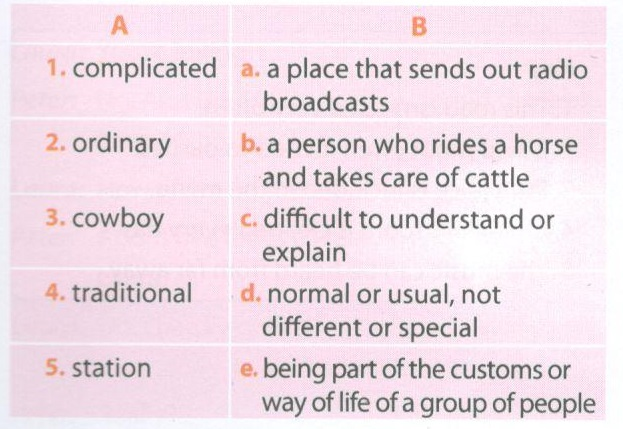 A B
1. complicated a. a place that sends out radio
broadcasts
2. ordinary b. a person who rides a horse
and takes care of cattle
3. cowboy c. difficult to understand or
explain
4. traditional d. normal or usual, not
different or special
5. station e. being part of the customs or
way of life of a group of people